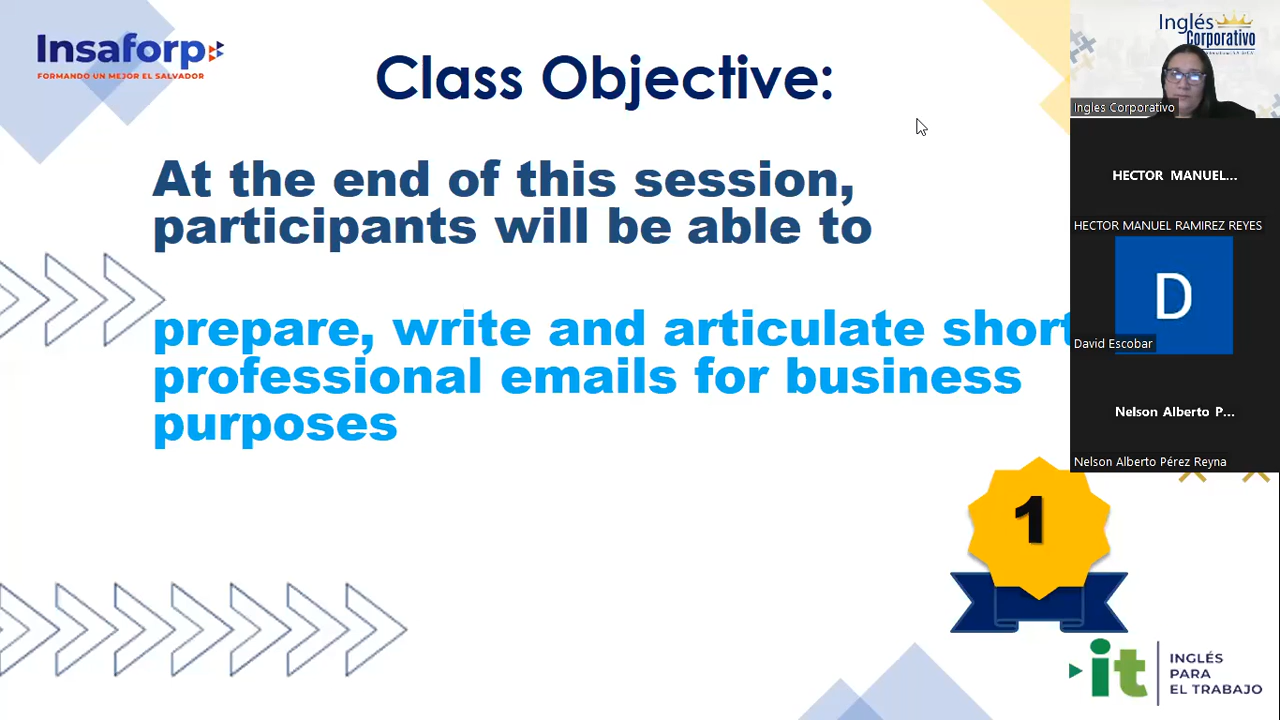 Insaforp
FORMANDO UN MEJOR EL SALVADOR
Class Objective:
At the end of this session,
participants will be able to
prepare, write and articulate short
professional emails for business
purposes
1
Inglés
Corporativo
Ingles Corporativo
HECTOR MANUEL...
HECTOR MANUEL RAMIREZ REYES
D
David Escobar
Nelson Alberto P...
Nelson Alberto Pérez Reyna
it
INGLÉS
PARA
EL TRABAJO